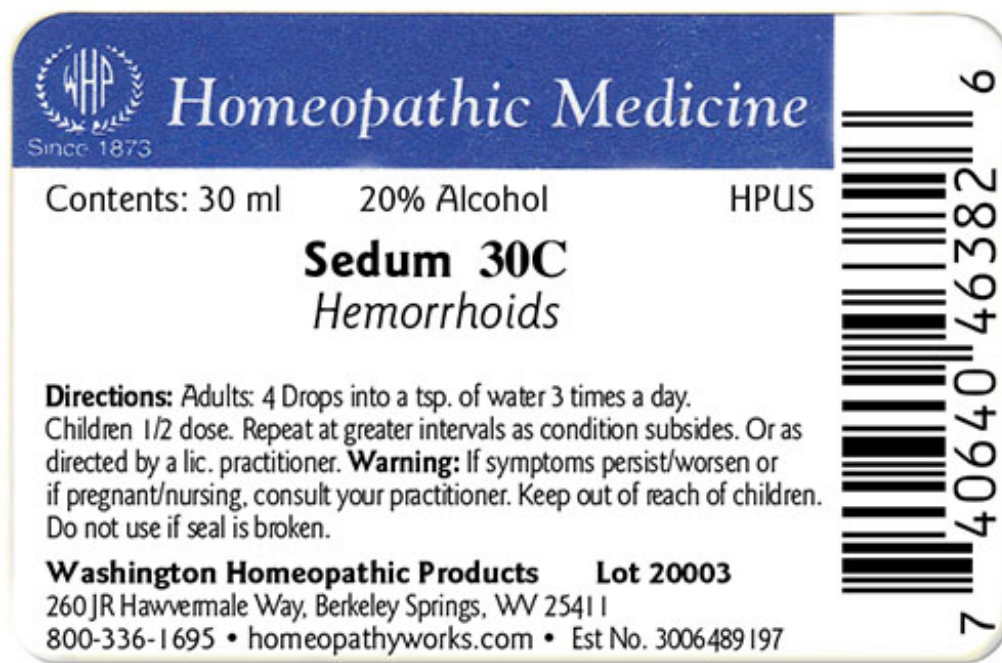 WHP
Since 1873
Homeopathic Medicine
Contents: 30 ml 20% Alcohol HPUS
Sedum 30C
Hemorrhoids
Directions: Adults: 4 Drops into a tsp. of water 3 times a day.
Children 1/2 dose. Repeat at greater intervals as condition subsides. Or as
directed by a lic. practitioner. Warning: If symptoms persist/worsen or
if pregnant/nursing, consult your practitioner. Keep out of reach of children.
Do not use if seal is broken.
Washington Homeopathic Products Lot 20003
260 JR Hawvermale Way, Berkeley Springs, WV 25411
800-336-1695 • homeopathyworks.com • Est No. 3006489197
7 40640 46382 6